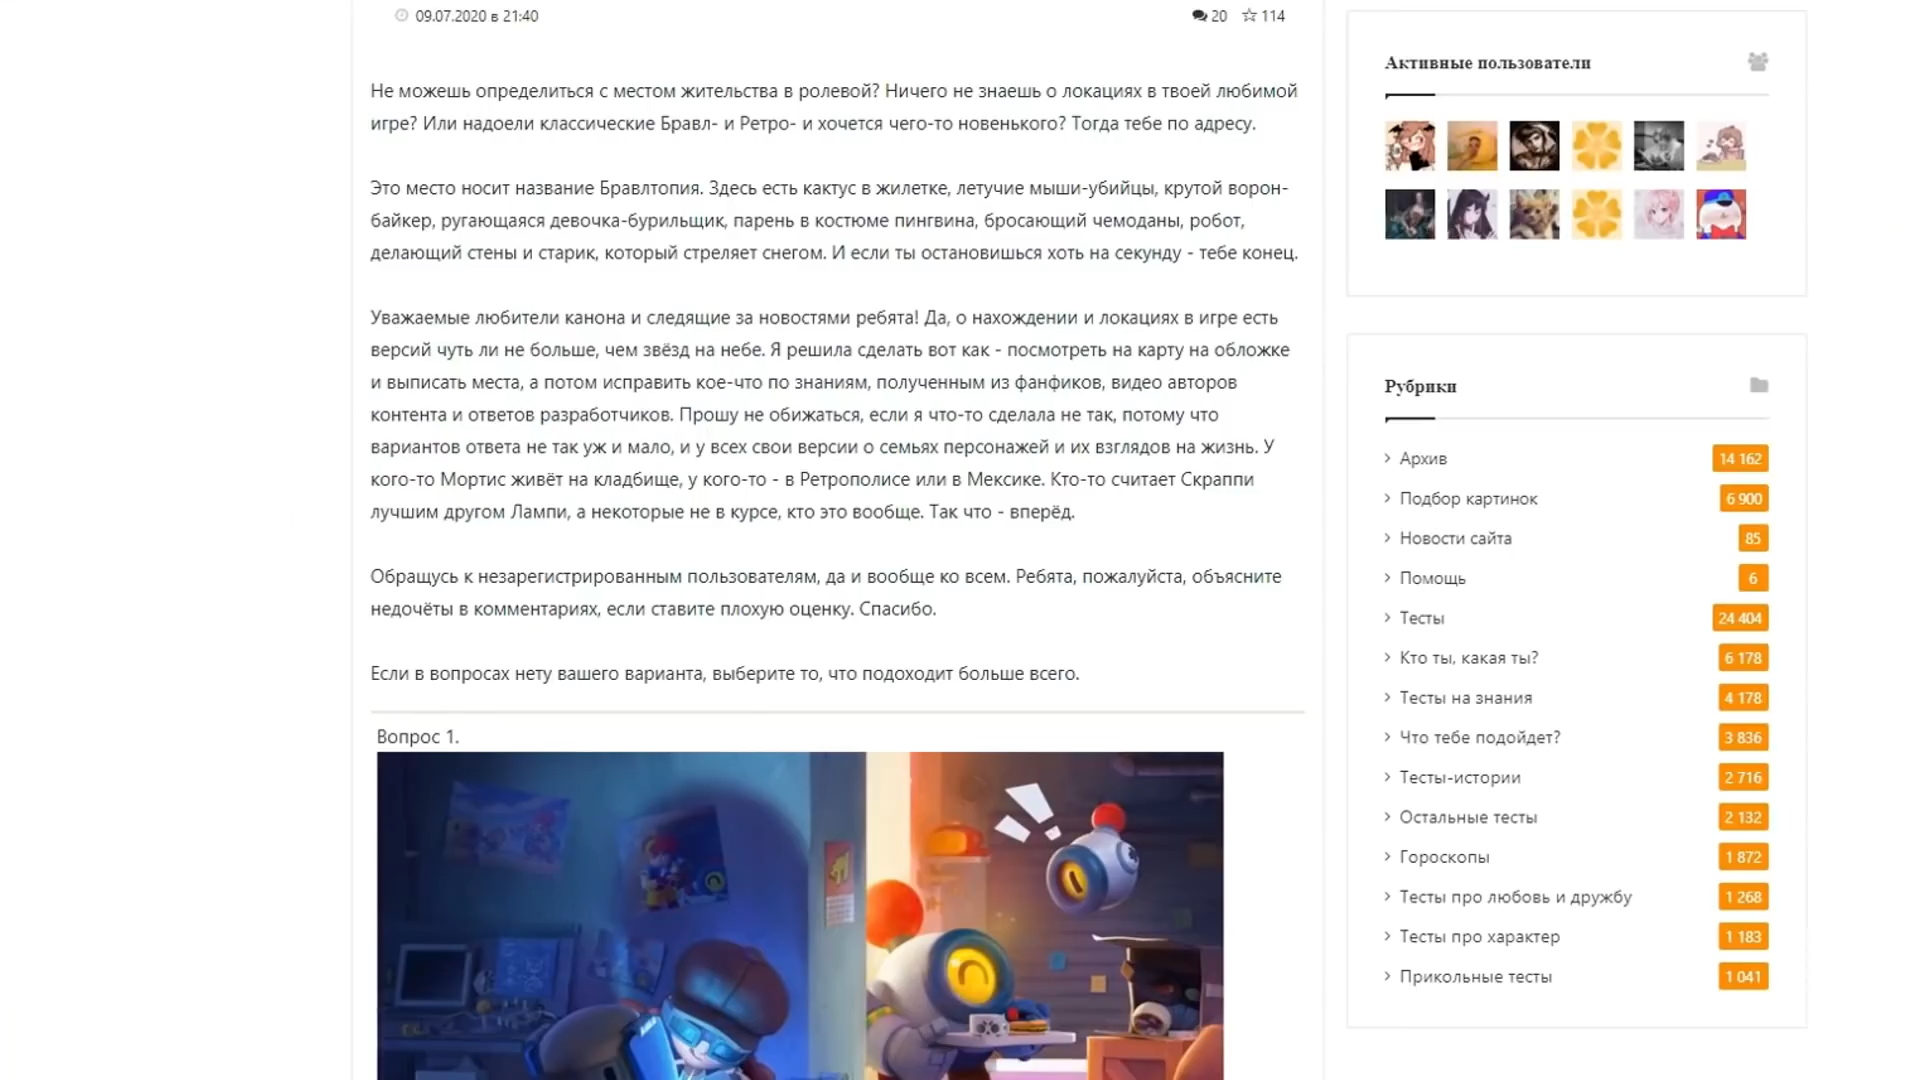 09.07.2020 в 21:40
20
114
Не можешь определиться с местом жительства в ролевой? Ничего не знаешь о локациях в твоей любимой
игре? Или надоели классические Бравл- и Ретро- и хочется чего-то новенького? Тогда тебе по адресу.
Это место носит название Бравлтопия. Здесь есть кактус в жилетке, летучие мыши-убийцы, крутой ворон-
байкер, ругающаяся девочка-бурильщик, парень в костюме пингвина, бросающий чемоданы, робот,
делающий стены и старик, который стреляет снегом. И если ты остановишься хоть на секунду - тебе конец.
Уважаемые любители канона и следящие за новостями ребята! Да, о нахождении и локациях в игре есть
версий чуть ли не больше, чем звёзд на небе. Я решила сделать вот как - посмотреть на карту на обложке
и выписать места, а потом исправить кое-что по знаниям, полученным из фанфиков, видео авторов
контента и ответов разработчиков. Прошу не обижаться, если я что-то сделала не так, потому что
вариантов ответа не так уж и мало, и у всех свои версии о семьях персонажей и их взглядов на жизнь. У
кого-то Мортис живёт на кладбище, у кого-то - в Ретрополисе или в Мексике. Кто-то считает Скраппи
лучшим другом Лампи, а некоторые не в курсе, кто это вообще. Так что - вперёд.
Обращусь к незарегистрированным пользователям, да и вообще ко всем. Ребята, пожалуйста, объясните
недочёты в комментариях, если ставите плохую оценку. Спасибо.
Если в вопросах нету вашего варианта, выберите то, что подоходит больше всего.
Вопрос 1.
Активные пользователи
Рубрики
Архив 14 162
Подбор картинок 6 900
Новости сайта 85
Помощь 6
Тесты 24 404
Кто ты, какая ты? 6 178
Тесты на знания 4 178
Что тебе подойдет? 3 836
Тесты-истории 2 716
Остальные тесты 2 132
Гороскопы 1 872
Тесты про любовь и дружбу 1 268
Тесты про характер 1 183
Прикольные тесты 1 041